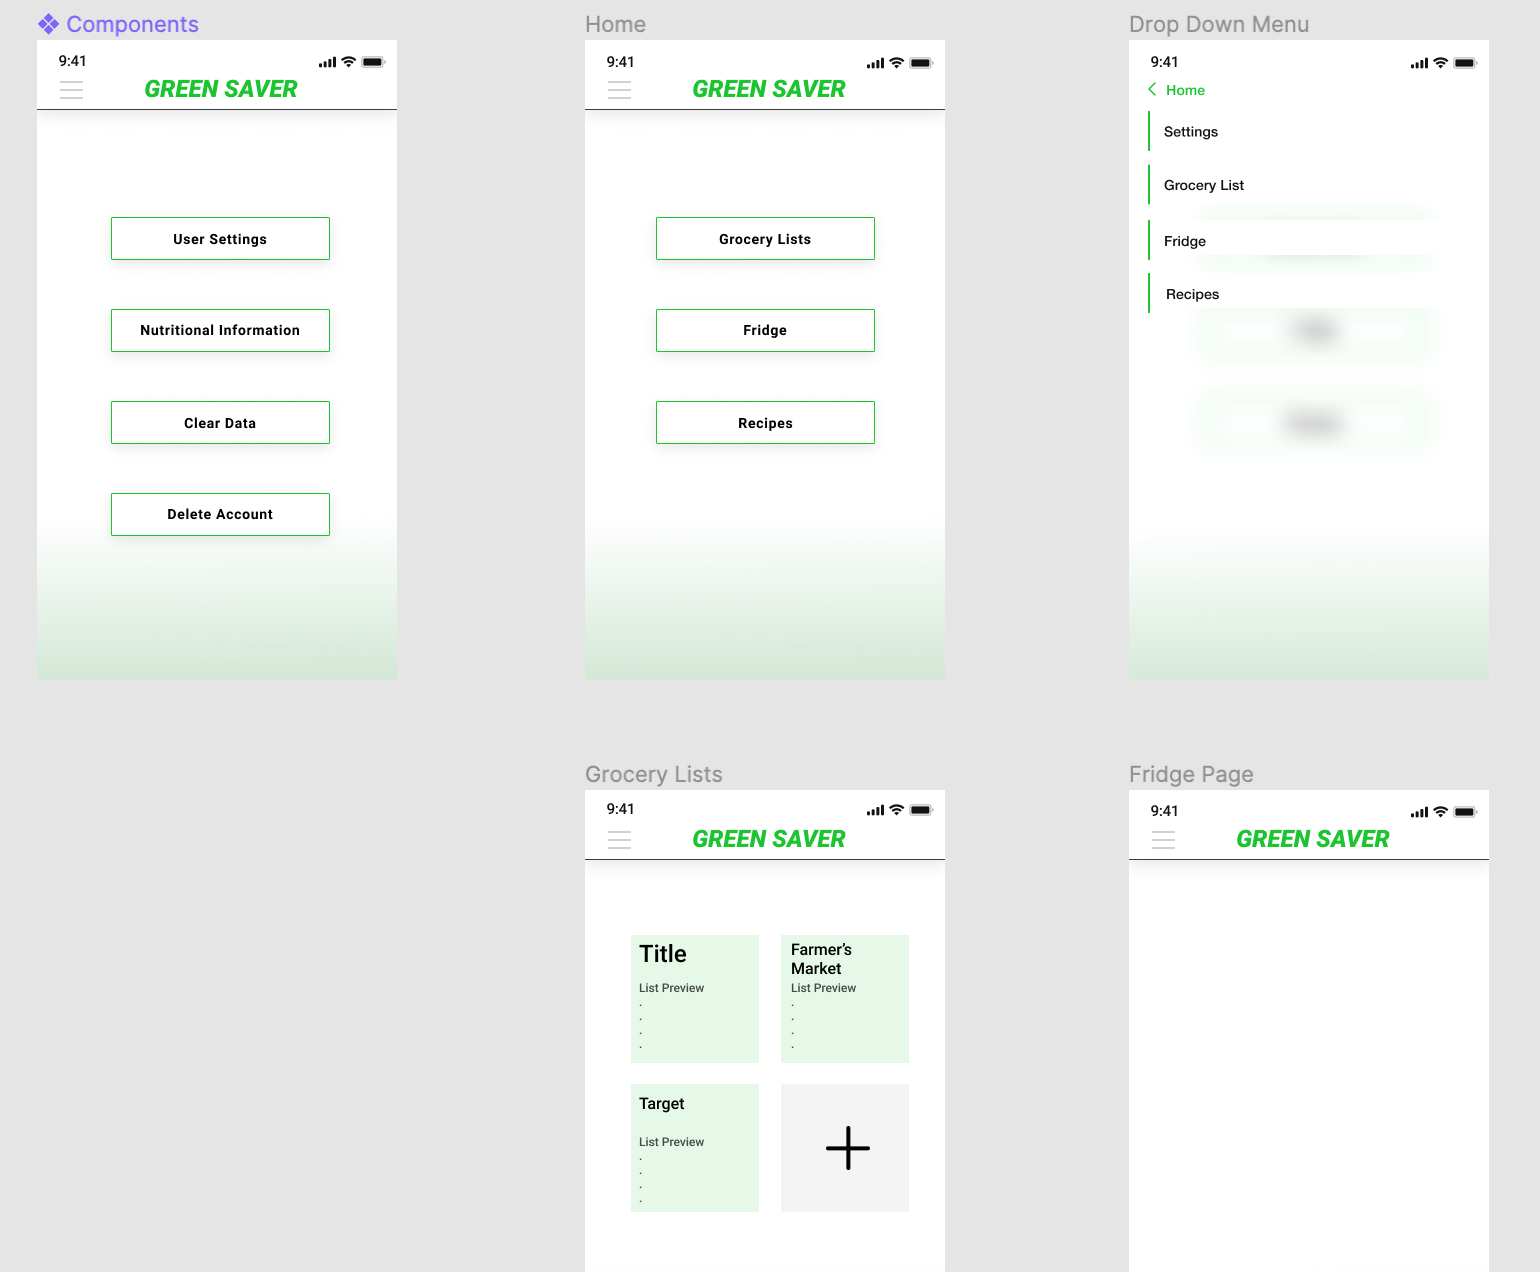 Components
9:41
GREEN SAVER
User Settings
Nutritional Information
Clear Data
Delete Account
Home
9:41
GREEN SAVER
Grocery Lists
Fridge
Recipes
Drop Down Menu
9:41
Home
Settings
Grocery List
Fridge
Recipes
Grocery Lists
9:41
GREEN SAVER
Title
List Preview
.
.
.
.
Farmer’s
Market
List Preview
.
.
.
.
Target
List Preview
.
.
.
.
Fridge Page
9:41
GREEN SAVER